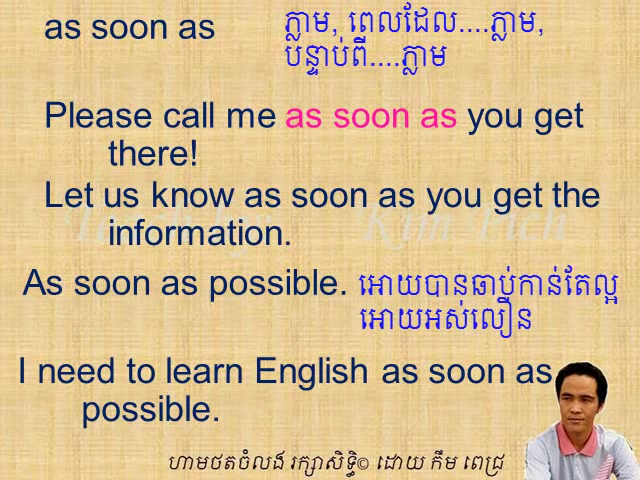 as soon as
ភ្លាម, ពេលដែល....ភ្លាម,
បន្ទាប់ពី....ភ្លាម
Please call me as soon as you get
there!
Let us know as soon as you get the
information.
As soon as possible.
អោយបានឆាប់កាន់តែល្អ
អោយអស់លឿន
I need to learn English as soon as
possible.
ហាមថតចំលង រក្សាសិទ្ធិ© ដោយ កឹម ពេជ្រ